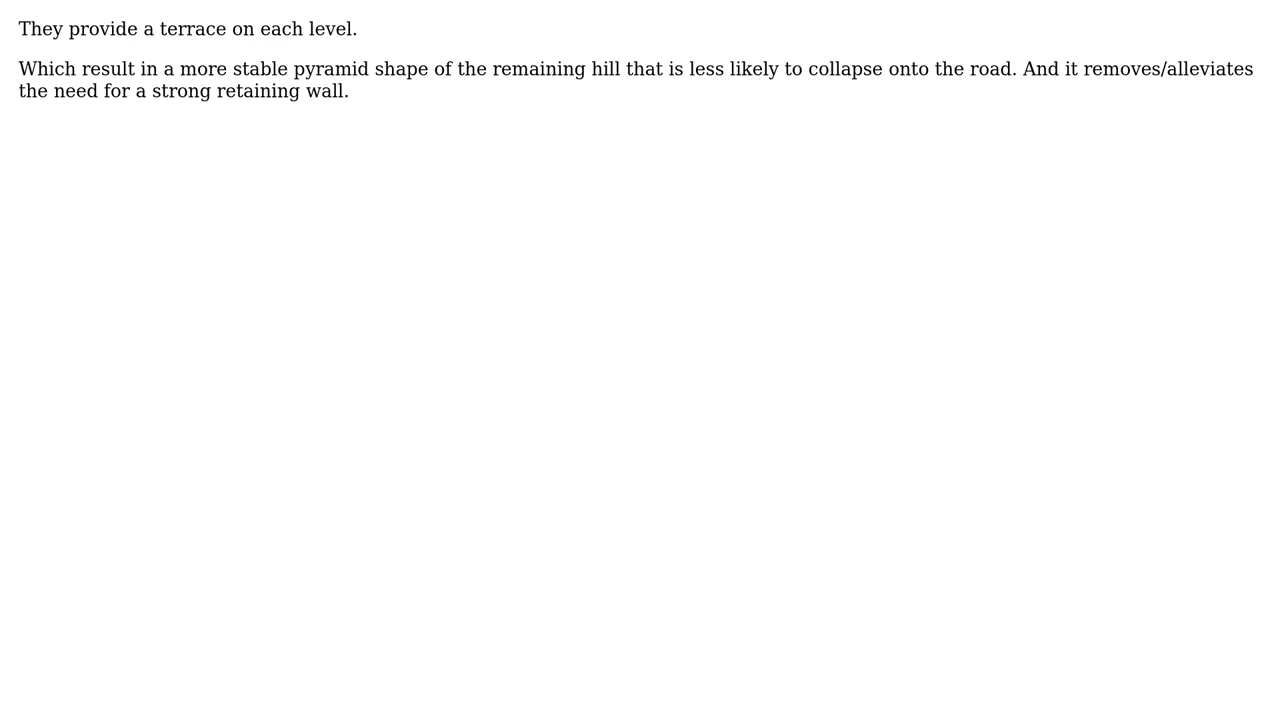 They provide a terrace on each level.
Which result in a more stable pyramid shape of the remaining hill that is less likely to collapse onto the road. And it removes/alleviates
the need for a strong retaining wall.